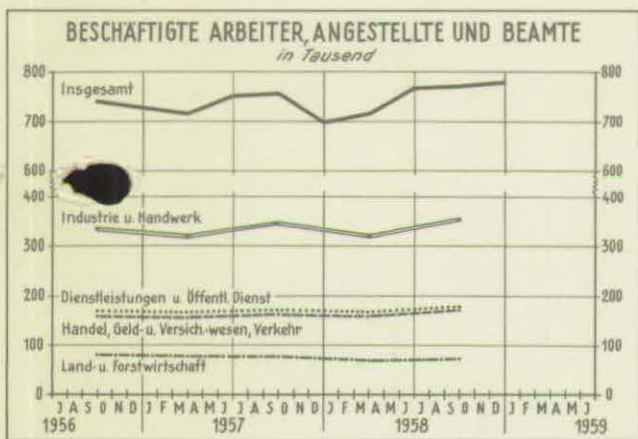 BESCHÄFTIGTE ARBEITER, ANGESTELLTE UND BEAMTE
in Tausend
800 800
Insgesamt
700 700
600 600
400 400
Industrie u. Handwerk
300 300
Dienstleistungen u. Öffentl. Dienst
200 200
Handel, Geld- u. Versich.-wesen, Verkehr
100 100
Land- u. Forstwirtschaft
0 0
J A S O N D J F M A M J J A S O N D J F M A M J J A S O N D J F M A M J
1956 1957 1958 1959